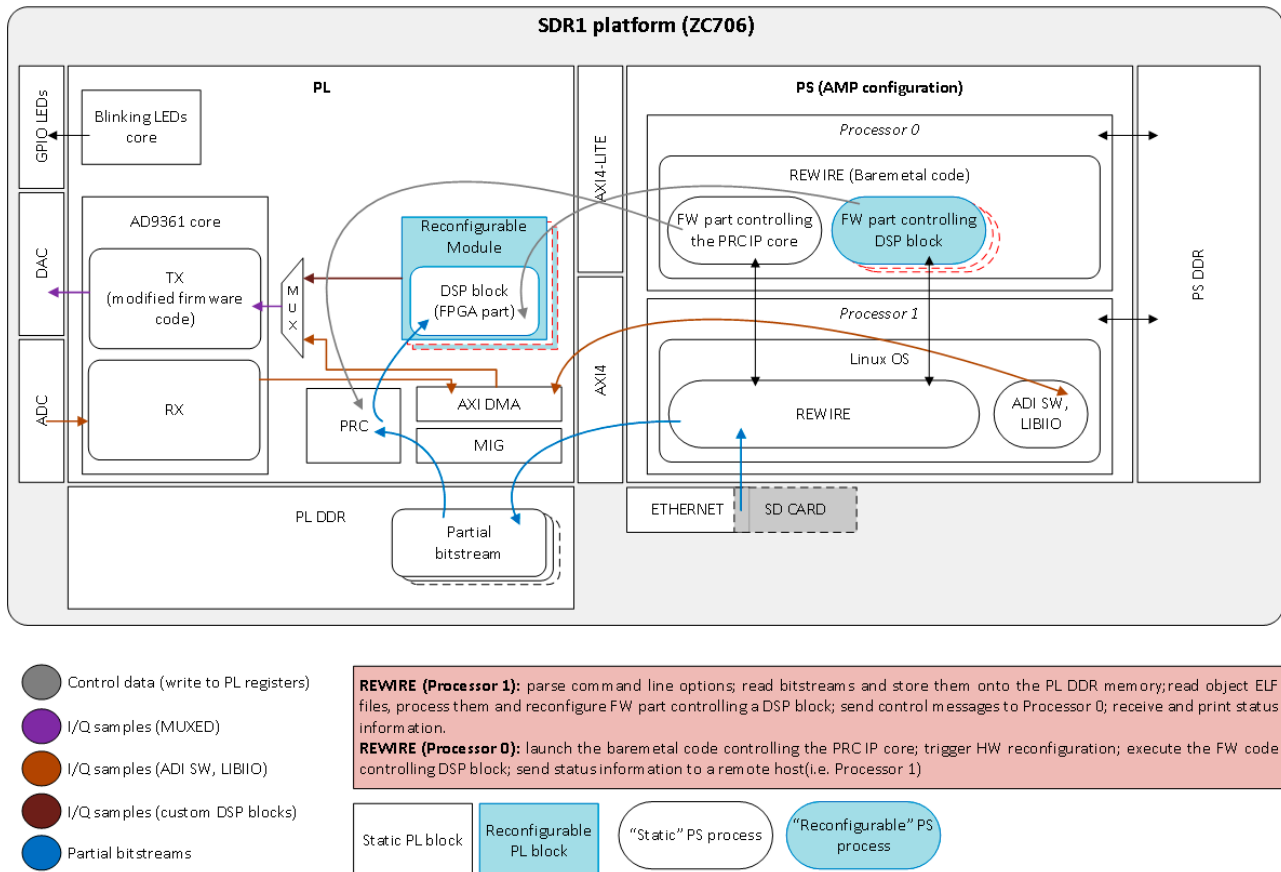 SDR1 platform (ZC706)
GPIO LEDs
DAC
ADC
PL
Blinking LEDs
core
AD9361 core
TX
(modified firmware
code)
RX
MUX
Reconfigurable
Module
DSP block
(FPGA part)
PRC
AXI DMA
MIG
PL DDR
Partial
bitstream
AXI4-LITE
AXI4
PS (AMP configuration)
Processor 0
REWIRE (Baremetal code)
FW part controlling
the PRC IP core
FW part controlling
DSP block
Processor 1
Linux OS
REWIRE
ADI SW,
LIBIIO
ETHERNET
SD CARD
PS DDR
Control data (write to PL registers)
I/Q samples (MUXED)
I/Q samples (ADI SW, LIBIIO)
I/Q samples (custom DSP blocks)
Partial bitstreams
REWIRE (Processor 1): parse command line options; read bitstreams and store them onto the PL DDR memory; read object ELF
files, process them and reconfigure FW part controlling a DSP block; send control messages to Processor 0; receive and print status
information.
REWIRE (Processor 0): launch the baremetal code controlling the PRC IP core; trigger HW reconfiguration; execute the FW code
controlling DSP block; send status information to a remote host(i.e. Processor 1)
Static PL block
Reconfigurable
PL block
“Static” PS process
“Reconfigurable” PS
process